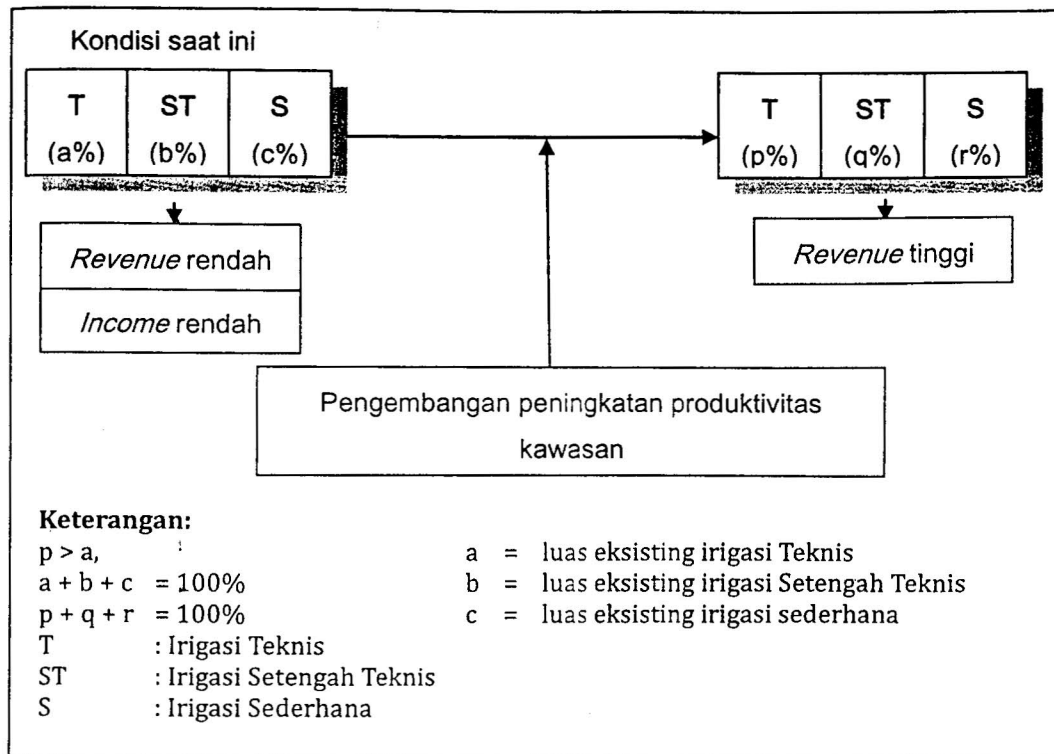 Kondisi saat ini
T ST S
(a%) (b%) (c%)
T ST S
(p%) (q%) (r%)
Revenue rendah
Income rendah
Revenue tinggi
Pengembangan peningkatan produktivitas
kawasan
Keterangan:
p > a,
a + b + c = 100%
p + q + r = 100%
T : Irigasi Teknis
ST : Irigasi Setengah Teknis
S : Irigasi Sederhana
a = luas eksisting irigasi Teknis
b = luas eksisting irigasi Setengah Teknis
c = luas eksisting irigasi sederhana